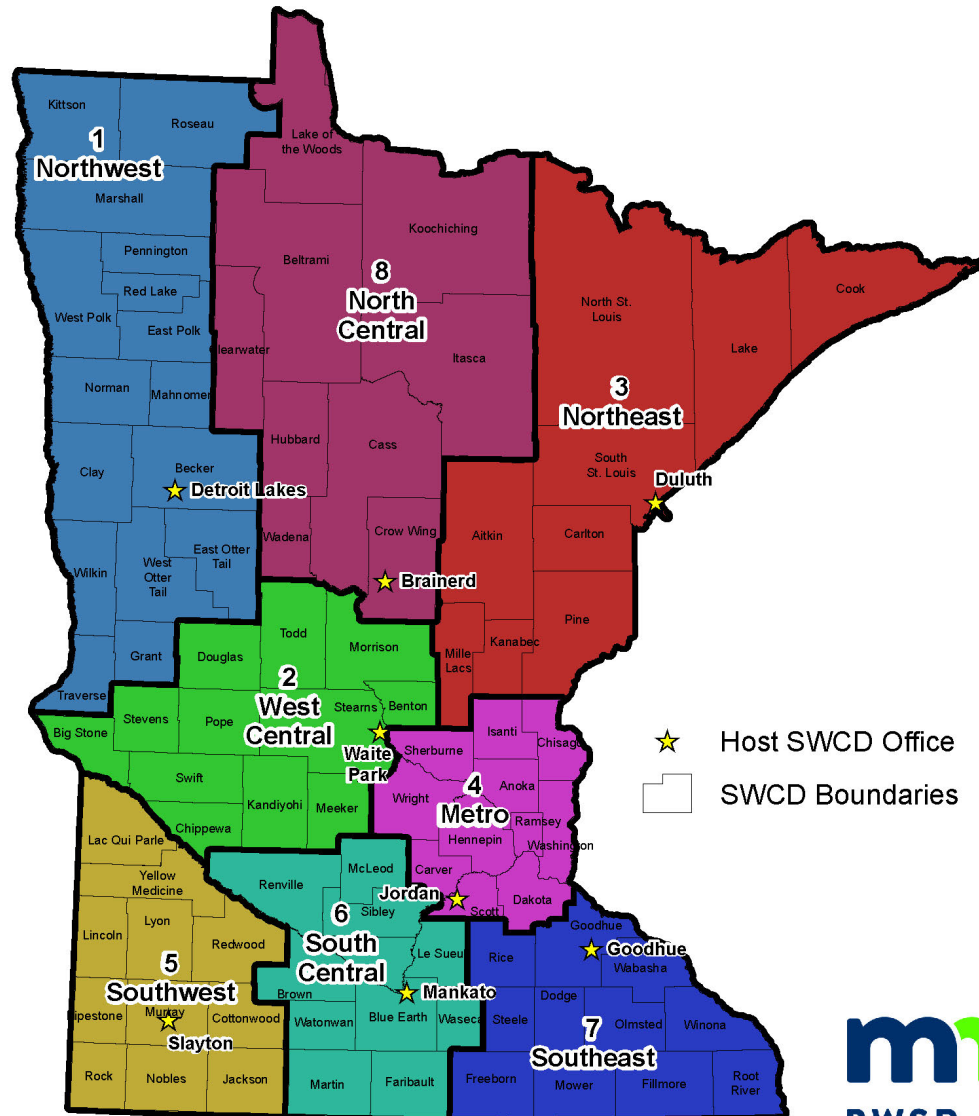 Kittson
Roseau
1
Northwest
Lake of
the Woods
Marshall
Pennington
Red Lake
West Polk
East Polk
Norman
Mahnomen
Clay
Becker
Detroit Lakes
Wilkin
West
Otter
Tail
East Otter
Tail
Grant
Traverse
Koochiching
Beltrami
8
North
Central
learwater
Itasca
Hubbard
Cass
Wadena
Crow Wing
Brainerd
North St.
Louis
Lake
Cook
3
Northeast
South
St. Louis
Duluth
Aitkin
Carlton
Pine
Kanabec
Mille
Lacs
Todd
Douglas
Morrison
2
West
Central
Stevens
Pope
Stearns
Benton
Big Stone
Waite
Park
Swift
Kandiyohi
Meeker
Chippewa
Isanti
Chisago
Sherburne
4
Metro
Wright
Anoka
Ramsey
Hennepin
Washington
Carver
Jordan
Scott
Dakota
Host SWCD Office
SWCD Boundaries
Lac Qui Parle
Yellow
Medicine
Lincoln
Lyon
Redwood
5
Southwest
ipestone
Murray
Cottonwood
Slayton
Rock
Nobles
Jackson
Renville
McLeod
Sibley
6
South
Central
Le Sueur
Brown
Mankato
Watonwan
Blue Earth
Waseca
Martin
Faribault
Goodhue
Rice
Goodhue
Wabasha
Dodge
Steele
Olmsted
Winona
7
Southeast
Freeborn
Mower
Fillmore
Root
River
m